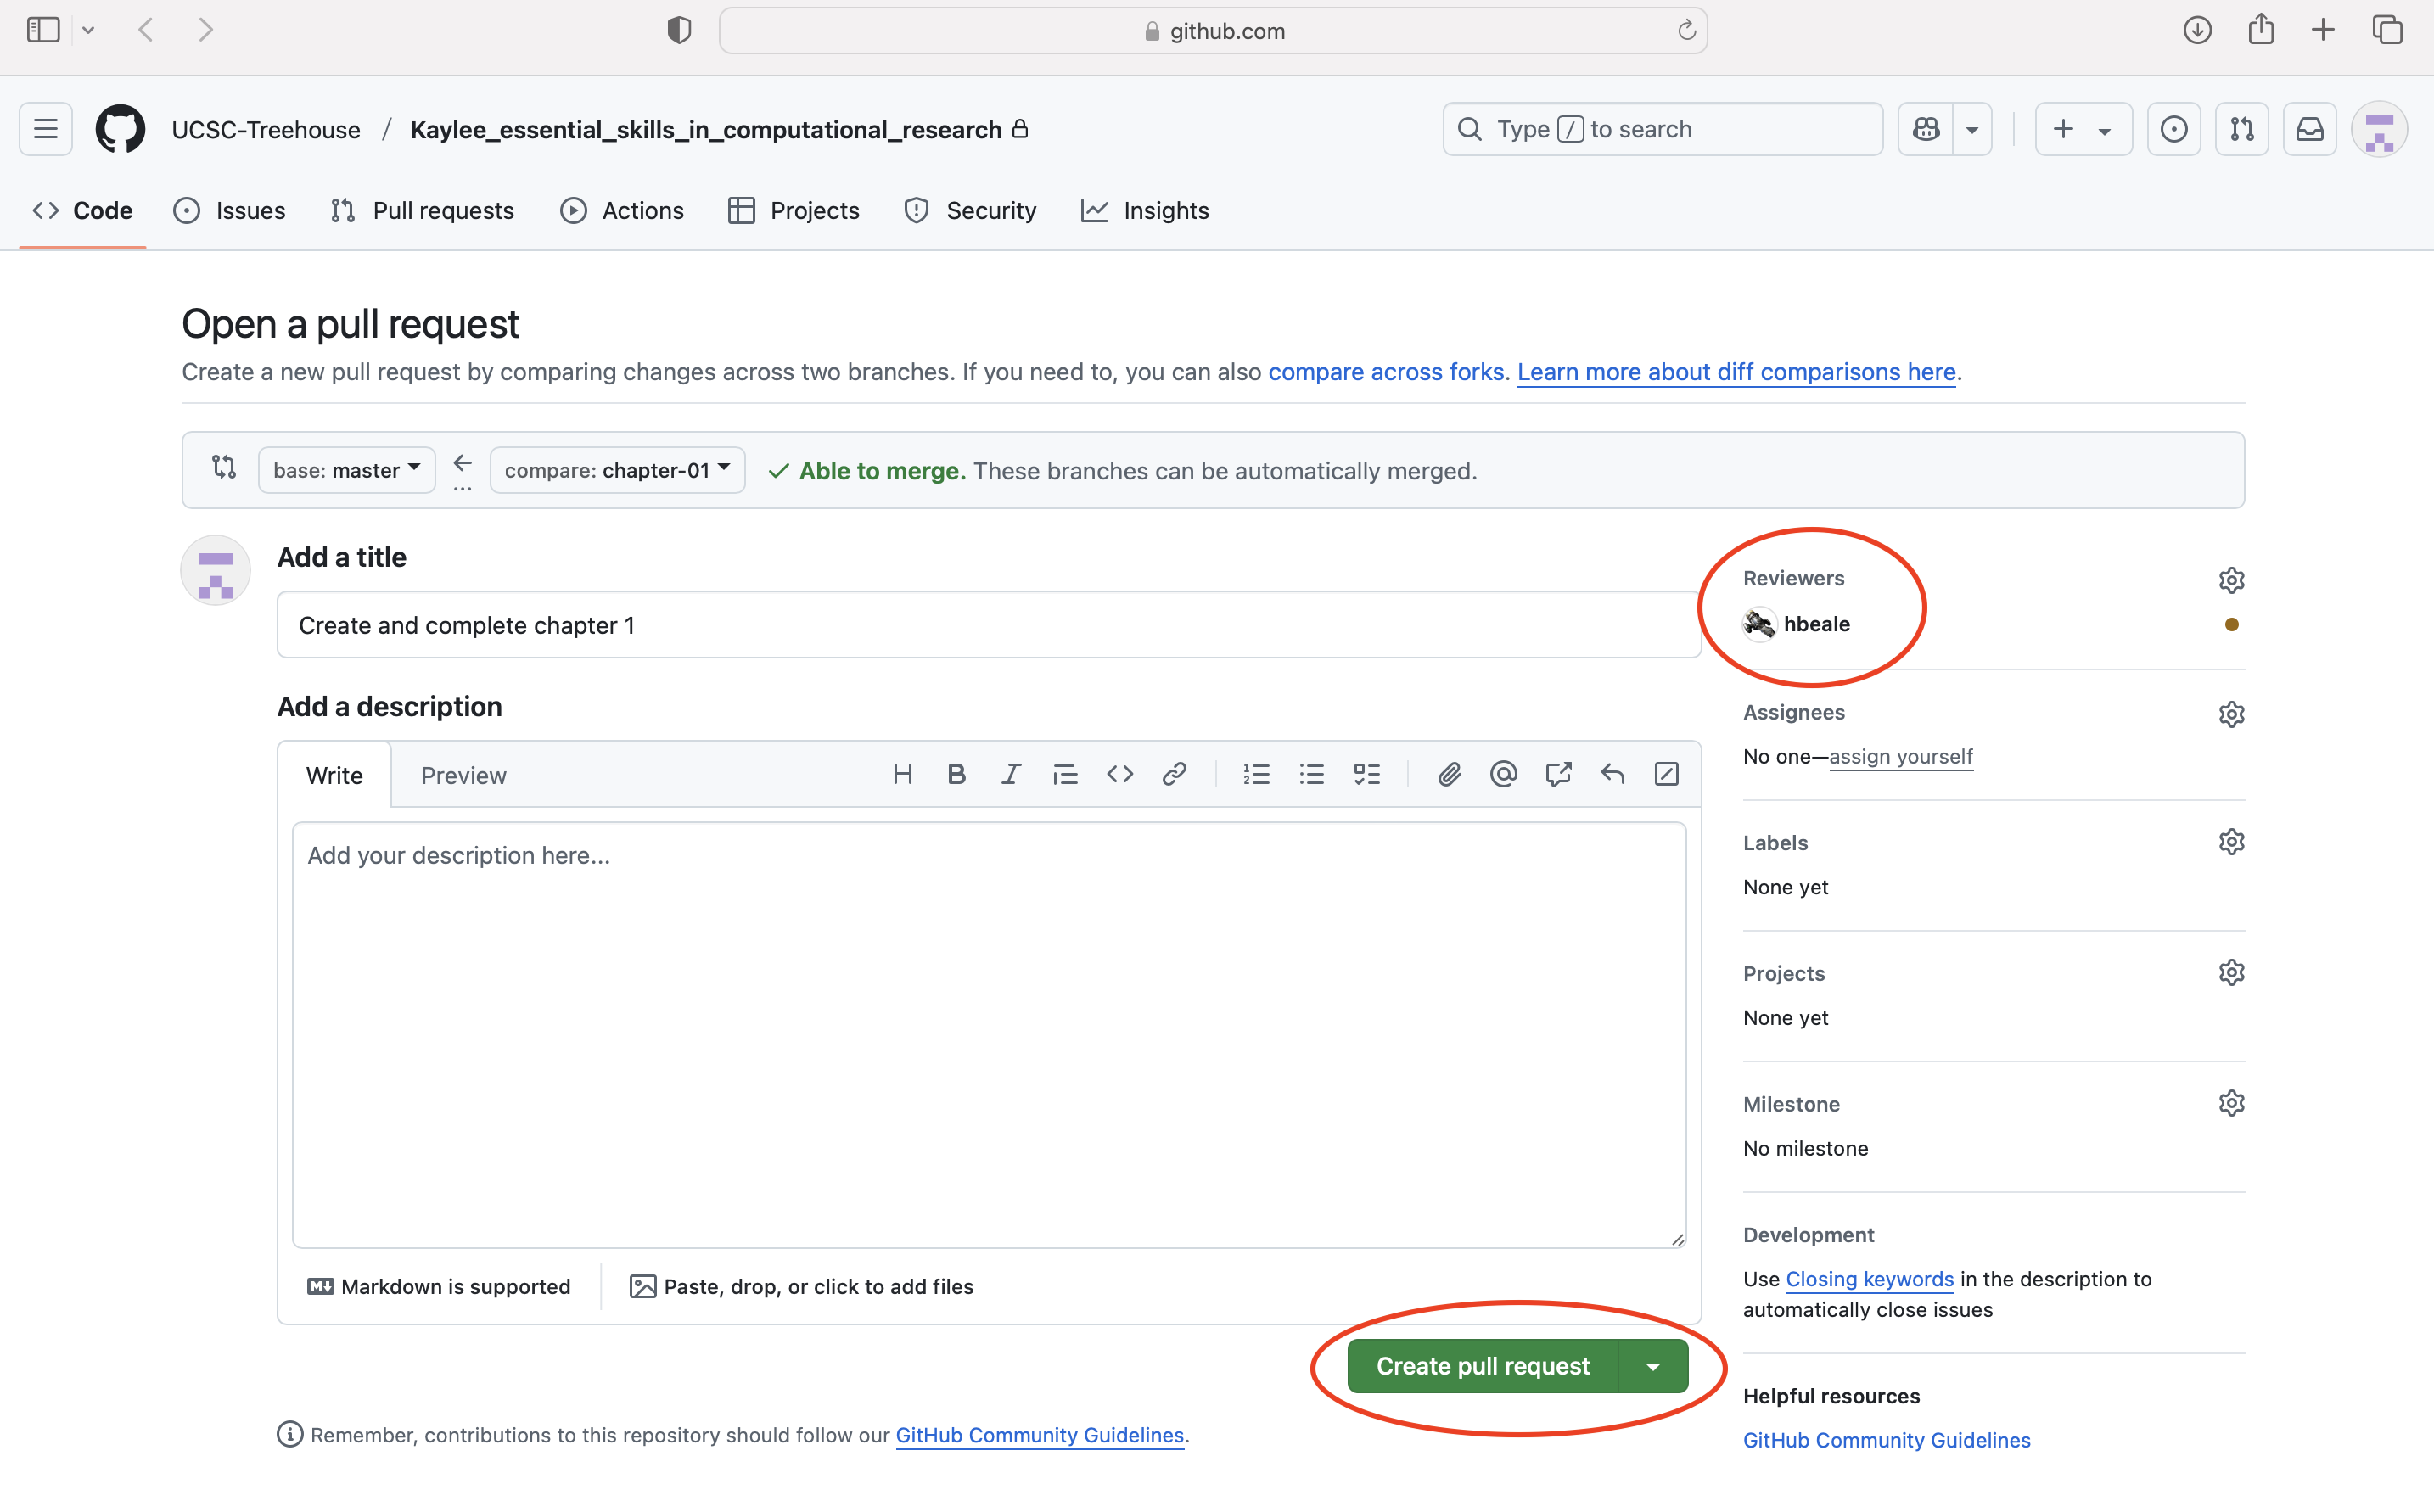 github.com
UCSC-Treehouse / Kaylee_essential_skills_in_computational_research
Type / to search
Code Issues Pull requests Actions Projects Security Insights
Open a pull request
Create a new pull request by comparing changes across two branches. If you need to, you can also compare across forks. Learn more about diff comparisons here.
base: master ... compare: chapter-01 Able to merge. These branches can be automatically merged.
Add a title
Create and complete chapter 1
Add a description
Write Preview
Add your description here...
Markdown is supported
Paste, drop, or click to add files
Create pull request
Remember, contributions to this repository should follow our GitHub Community Guidelines.
Reviewers
hbeale
Assignees
No one—assign yourself
Labels
None yet
Projects
None yet
Milestone
No milestone
Development
Use Closing keywords in the description to
automatically close issues
Helpful resources
GitHub Community Guidelines